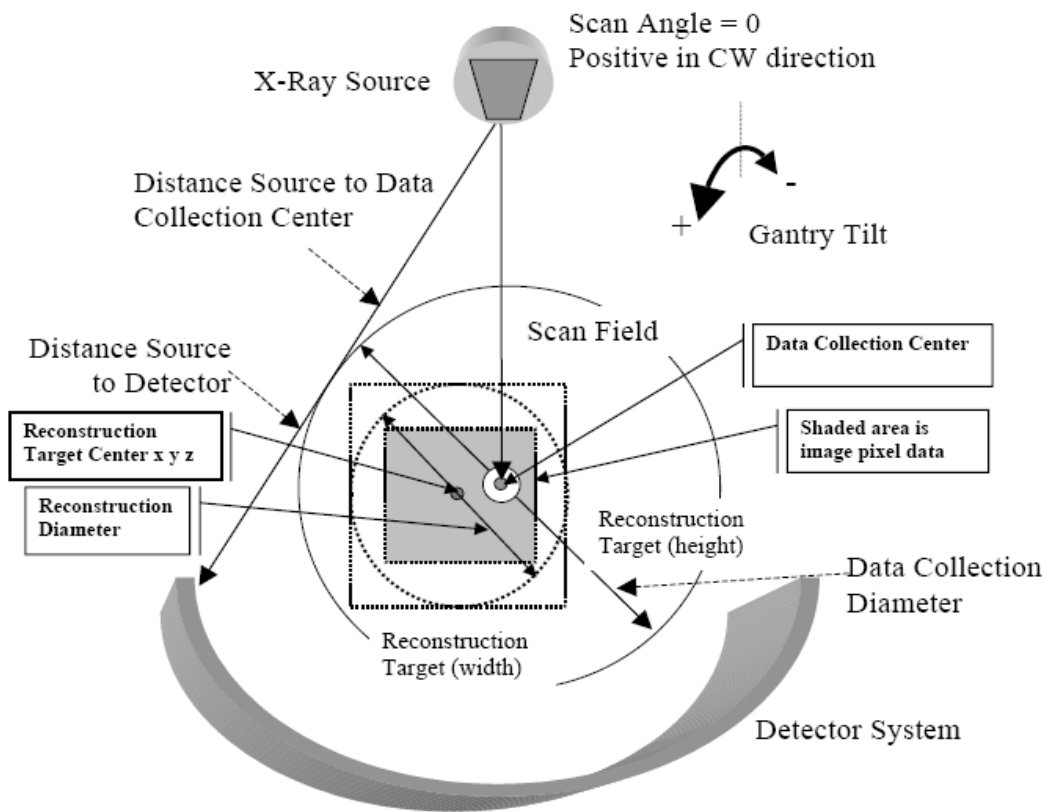 Scan Angle = 0
Positive in CW direction
X-Ray Source
Distance Source to Data
Collection Center
-
+
Gantry Tilt
Scan Field
Data Collection Center
Distance Source
to Detector
Reconstruction
Target Center x y z
Shaded area is
image pixel data
Reconstruction
Diameter
Reconstruction
Target (height)
Data Collection
Diameter
Reconstruction
Target (width)
Detector System